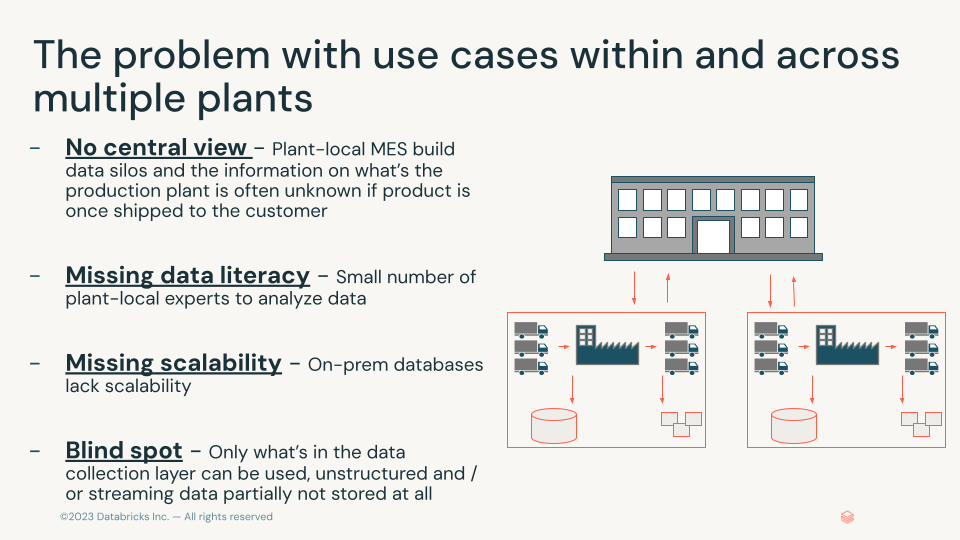 The problem with use cases within and across
multiple plants
– No central view – Plant-local MES build
data silos and the information on what’s the
production plant is often unknown if product is
once shipped to the customer
– Missing data literacy – Small number of
plant-local experts to analyze data
– Missing scalability – On-prem databases
lack scalability
– Blind spot – Only what’s in the data
collection layer can be used, unstructured and /
or streaming data partially not stored at all
©2023 Databricks Inc. — All rights reserved